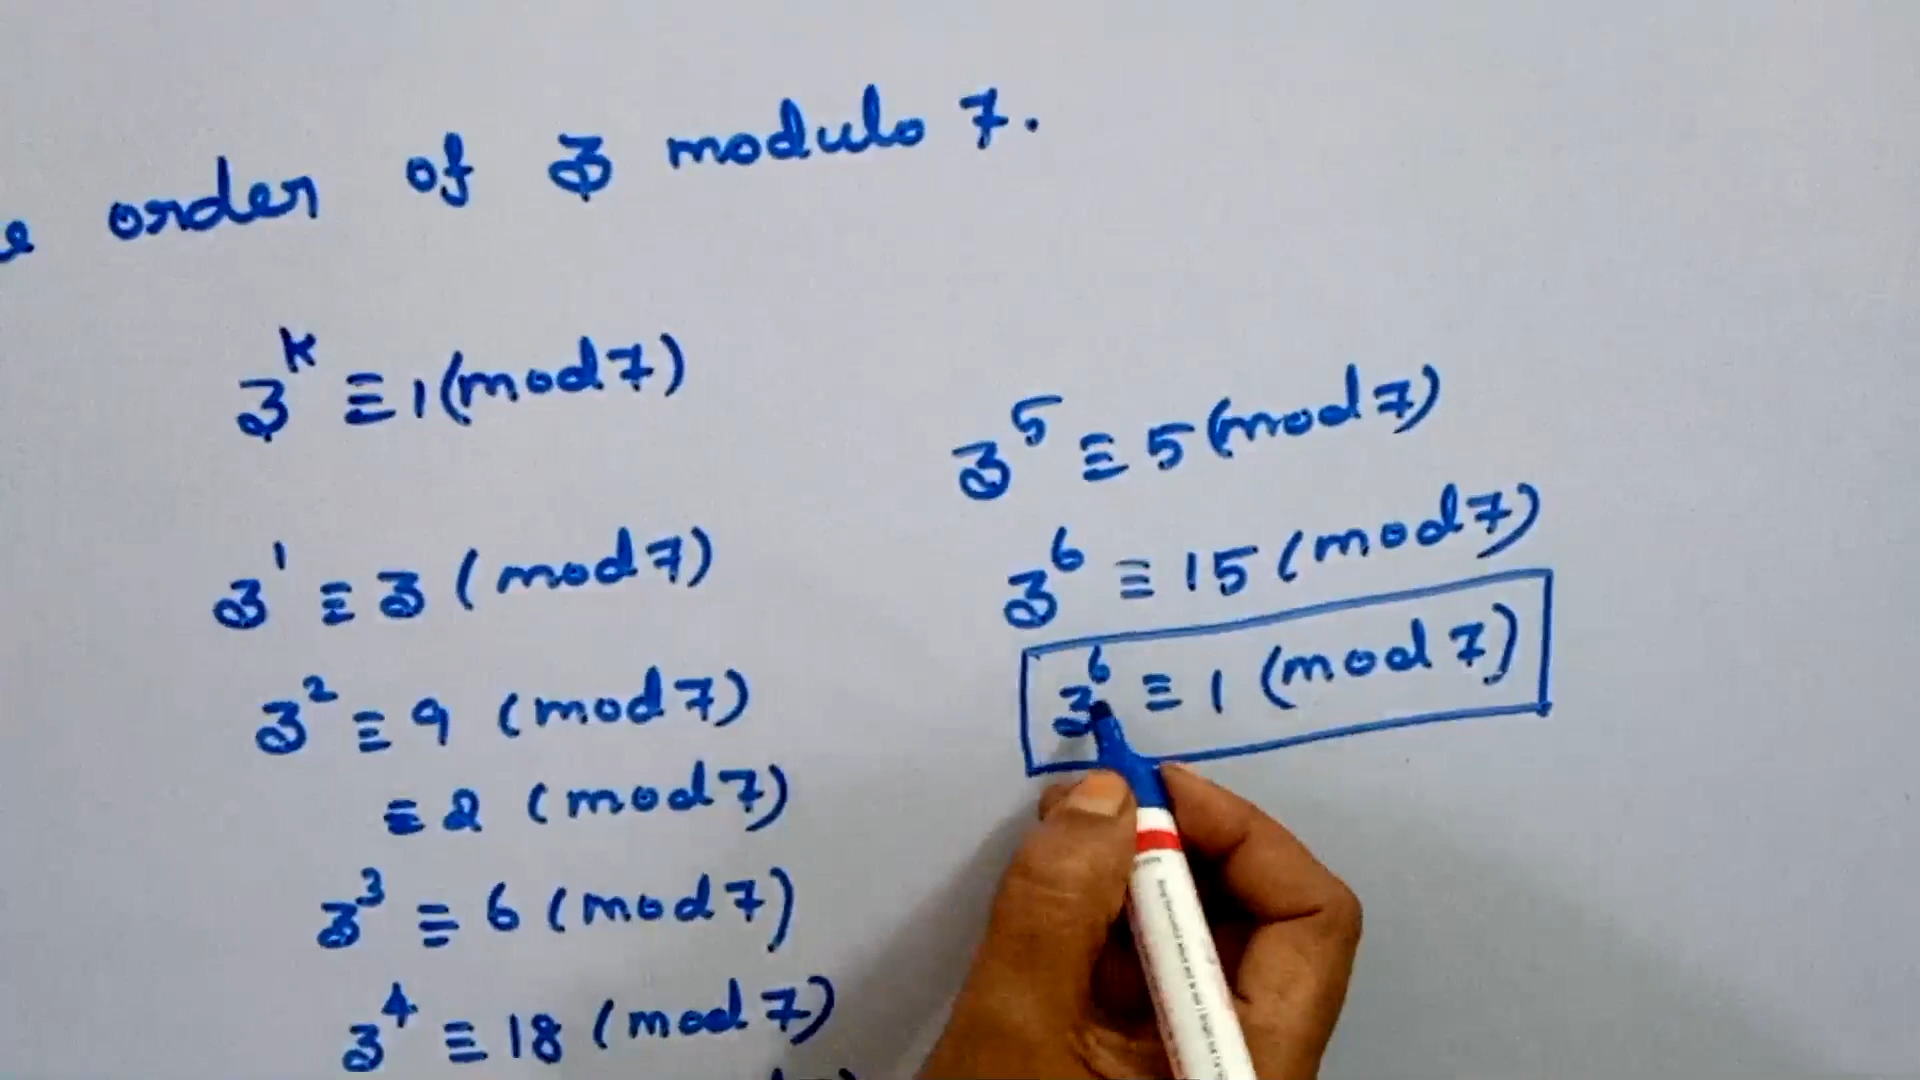 order of 3 modulo 7.
3^k ≡ 1 (mod 7)
3^1 ≡ 3 (mod 7)
3^2 ≡ 9 (mod 7)
≡ 2 (mod 7)
3^3 ≡ 6 (mod 7)
3^4 ≡ 18 (mod 7)
3^5 ≡ 5 (mod 7)
3^6 ≡ 15 (mod 7)
3^6 ≡ 1 (mod 7)